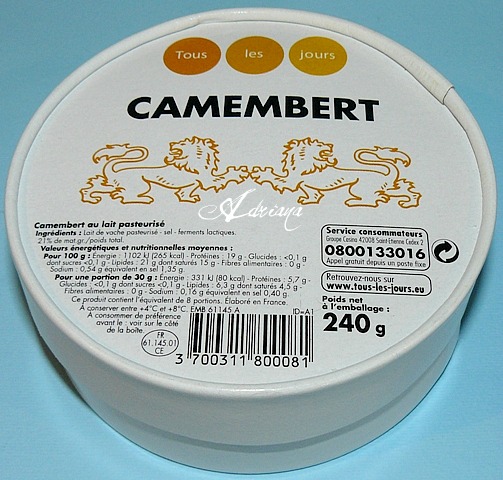 Tous les jours
CAMEMBERT
Adriana
Camembert au lait pasteurisé
Ingrédients : Lait de vache pasteurisé - sel - ferments lactiques.
21% de mat.gr./poids total.
Valeurs énergétiques et nutritionnelles moyennes :
Pour 100 g : Energie : 1102 kJ (265 kcal) - Protéines : 19 g - Glucides : <0,1 g
dont sucres <0,1 g - Lipides : 21 g dont saturés 15 g - Fibres alimentaires : 0 g -
Sodium : 0,54 g équivalent en sel 1,35 g.
Pour une portion de 30 g : Energie : 331 kJ (80 kcal) - Protéines : 5,7 g -
Glucides : <0,1 g dont sucres <0,1 g - Lipides : 6,3 g dont saturés 4,5 g -
Fibres alimentaires : 0 g - Sodium : 0,16 g équivalent en sel 0,40 g.
Ce produit contient l'équivalent de 8 portions. Élaboré en France.
A conserver entre +4°C et +8°C. EMB 61145 A
A consommer de préférence
avant le : voir sur le côté
de la boîte.
FR
61.145.01
CE
ID=A1
3 700311 800081
Service consommateurs
Groupe Casino 42008 Saint-Etienne Cedex 2
0800133016
Appel gratuit depuis un poste fixe
Retrouvez-nous sur
www.tous-les-jours.eu
Poids net
à l'emballage :
240 g